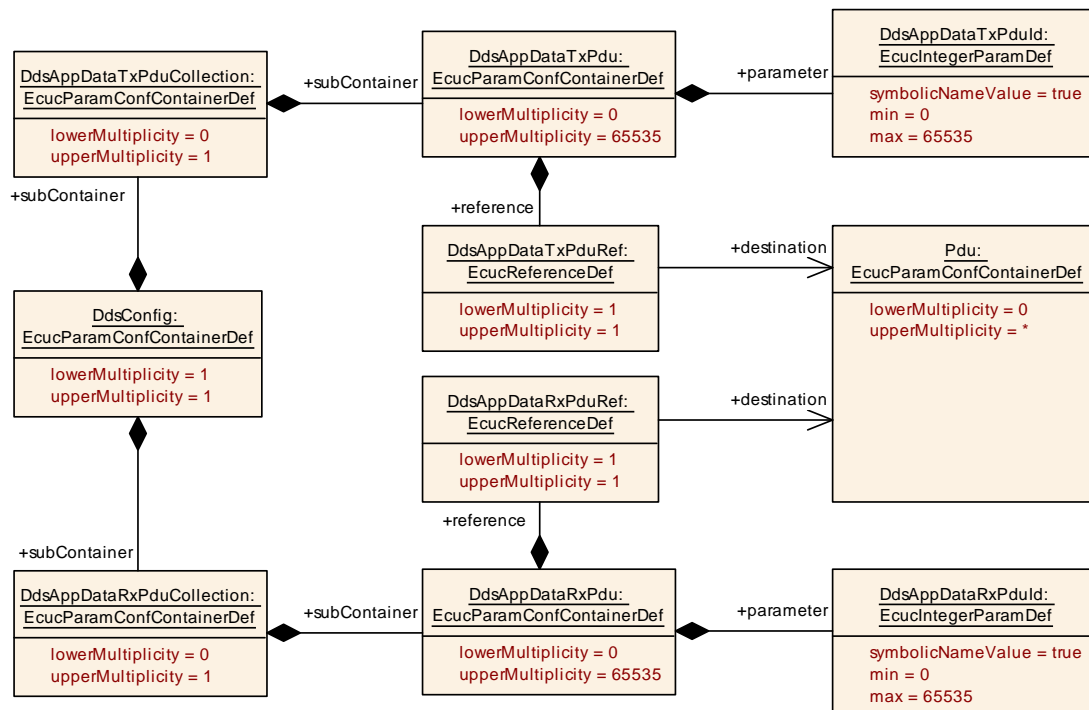 DdsAppDataTxPduCollection:
EcucParamConfContainerDef
lowerMultiplicity = 0
upperMultiplicity = 1
+subContainer
DdsAppDataTxPdu:
EcucParamConfContainerDef
lowerMultiplicity = 0
upperMultiplicity = 65535
+parameter
DdsAppDataTxPduId:
EcucIntegerParamDef
symbolicNameValue = true
min = 0
max = 65535
+subContainer
+reference
DdsAppDataTxPduRef:
EcucReferenceDef
lowerMultiplicity = 1
upperMultiplicity = 1
+destination
Pdu:
EcucParamConfContainerDef
lowerMultiplicity = 0
upperMultiplicity = *
DdsConfig:
EcucParamConfContainerDef
lowerMultiplicity = 1
upperMultiplicity = 1
DdsAppDataRxPduRef:
EcucReferenceDef
lowerMultiplicity = 1
upperMultiplicity = 1
+destination
+reference
+subContainer
DdsAppDataRxPduCollection:
EcucParamConfContainerDef
lowerMultiplicity = 0
upperMultiplicity = 1
+subContainer
DdsAppDataRxPdu:
EcucParamConfContainerDef
lowerMultiplicity = 0
upperMultiplicity = 65535
+parameter
DdsAppDataRxPduId:
EcucIntegerParamDef
symbolicNameValue = true
min = 0
max = 65535